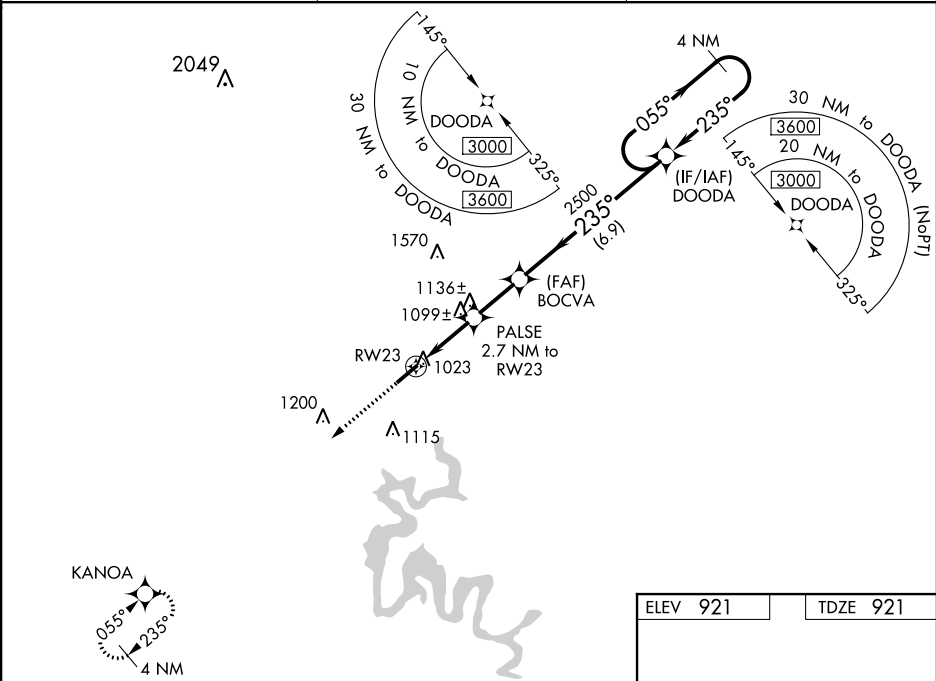 2049
145°
10 NM to DOODA
30 NM to DOODA
DOODA
3000
3600
325°
4 NM
055°
235°
(IF/IAF)
DOODA
30 NM to DOODA (NoPT)
3600
20 NM to DOODA
145°
3000
DOODA
325°
2500
235°
(6.9)
1570
(FAF)
BOCVA
1136±
1099±
PALSE
2.7 NM to
RW23
RW23
1023
1200
1115
KANOA
055°
235°
4 NM
ELEV 921
TDZE 921